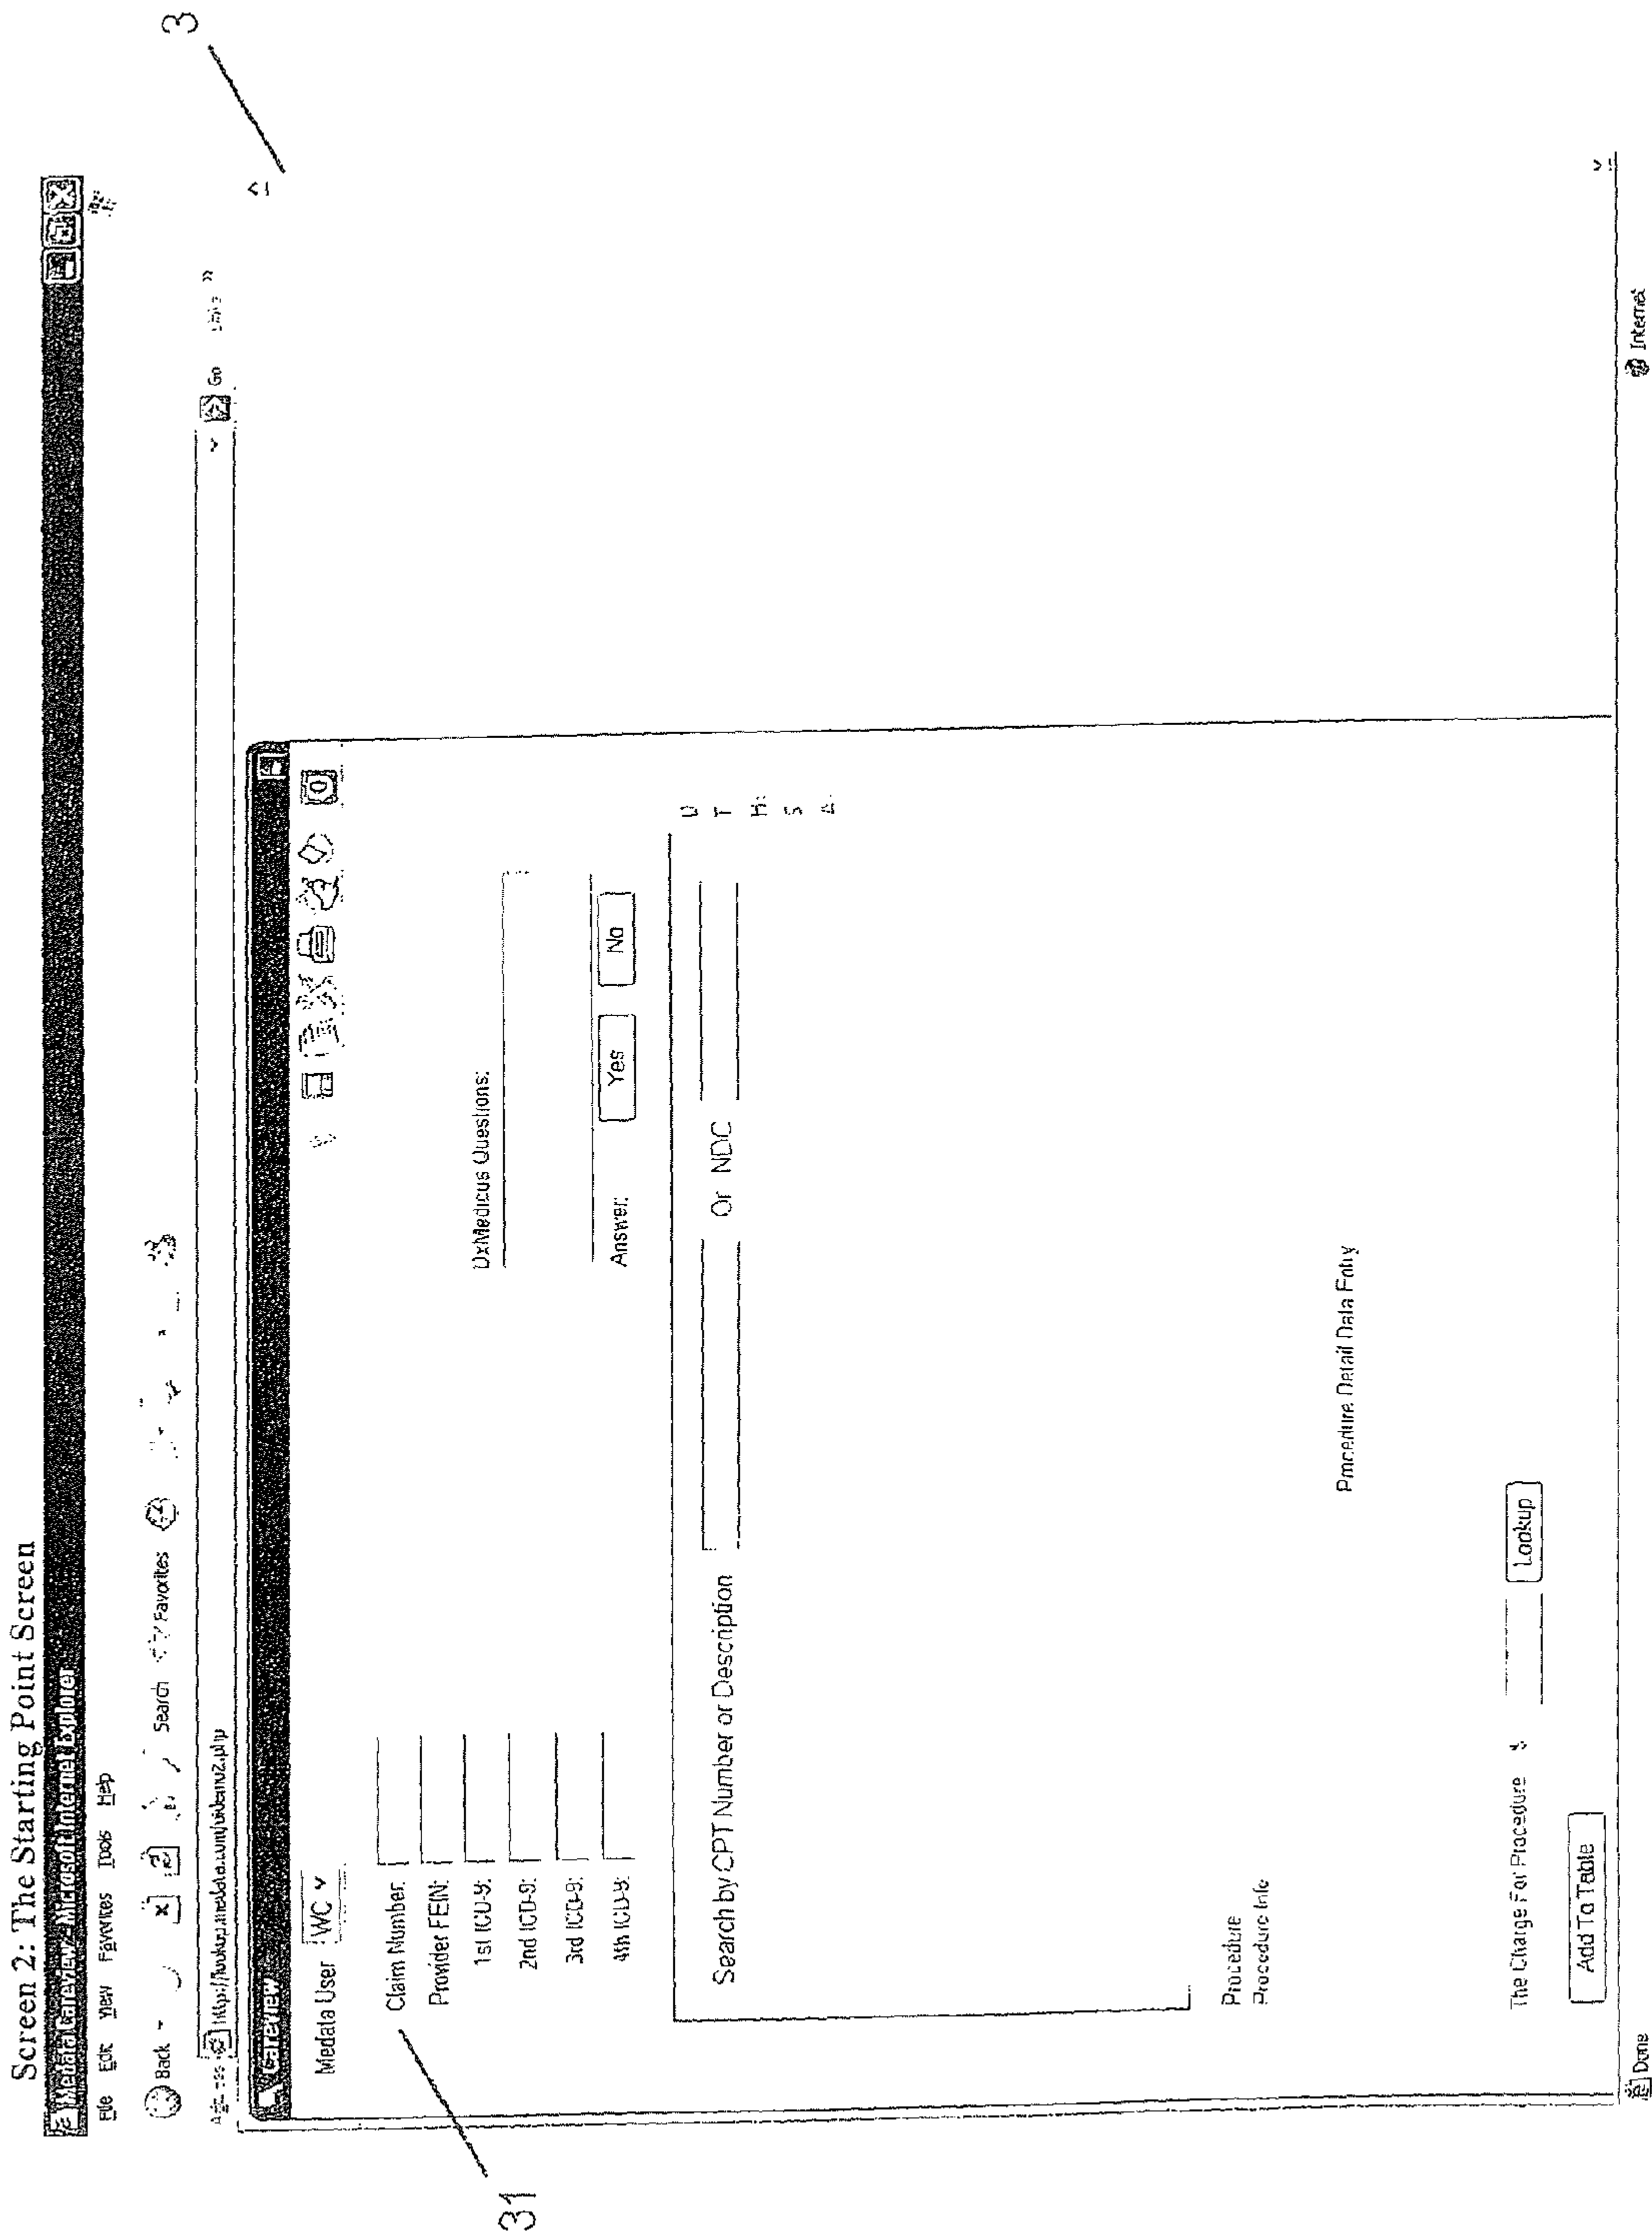 Screen 2: The Starting Point Screen
Medata Careview - Microsoft Internet Explorer
File Edit View Favorites Tools Help
Back Search Favorites
Go Links »
3
Careview
Medata User WC
31
Claim Number:
Provider FEIN:
1st ICD-9:
2nd ICD-9:
3rd ICD-9:
4th ICD-9:
DxMedicus Questions:
Answer: Yes No
Search by CPT Number or Description Or NDC
U
T
H:
S
A
Procedure
Procedure Info
Procedure Detail Data Entry
The Charge For Procedure $ Lookup
Add To Table
Done Internet